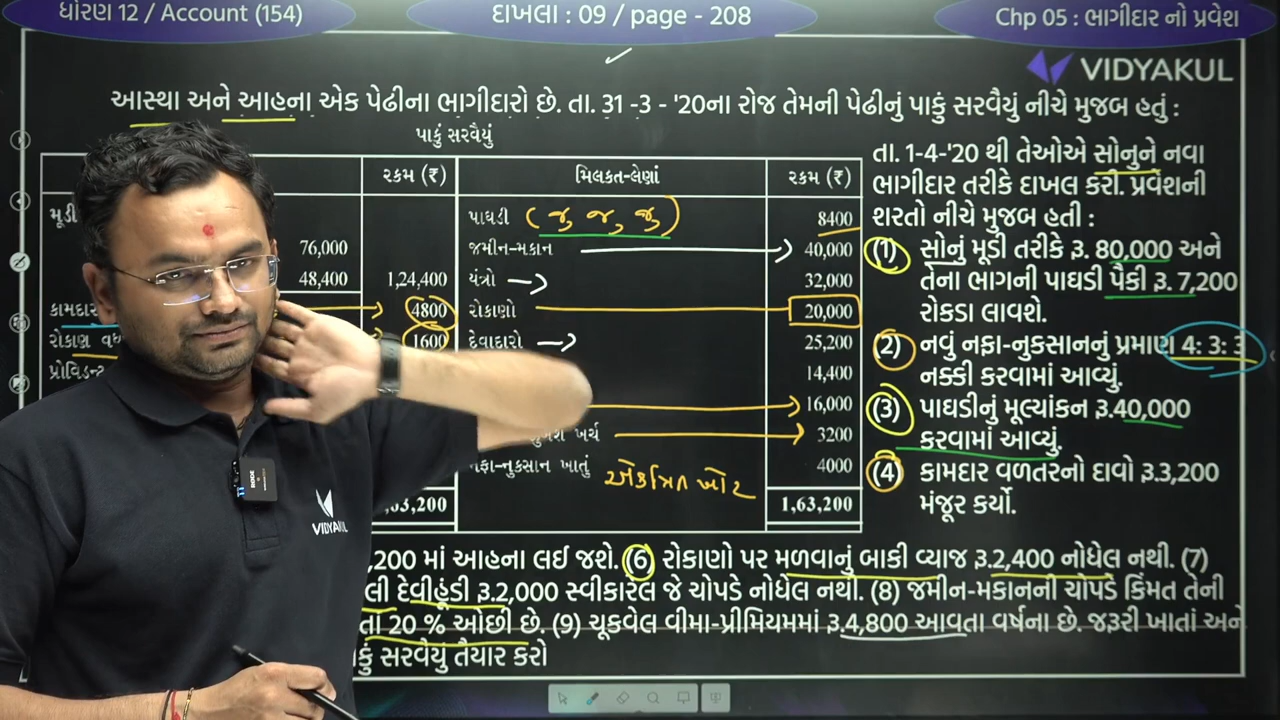 ધોરણ 12 / Account (154)
દાખલા : 09 / page - 208
Chp 05 : ભાગીદાર નો પ્રવેશ
VIDYAKUL
આસ્થા અને આહના એક પેઢીના ભાગીદારો છે. તા. 31 -3 - '20ના રોજ તેમની પેઢીનું પાકું સરવૈયું નીચે મુજબ હતું :
પાકું સરવૈયું
રકમ (₹) મિલકત-લેણાં રકમ (₹)
મૂડી પાઘડી (જુ, જ, જુ) 8400
76,000 જમીન-મકાન 40,000
48,400 1,24,400 યંત્રો 32,000
કામદાર 4800 રોકાણો 20,000
રોકાણ વધ 1600 દેવાદારો 25,200
પ્રોવિડન્ટ 14,400
16,000
ખર્ચ 3200
નફા-નુકસાન ખાતું એકત્રિત ખોટ 4000
,63,200 1,63,200
તા. 1-4-'20 થી તેઓએ સોનુને નવા
ભાગીદાર તરીકે દાખલ કરી. પ્રવેશની
શરતો નીચે મુજબ હતી :
(1) સોનું મૂડી તરીકે રૂ. 80,000 અને
તેના ભાગની પાઘડી પૈકી રૂ. 7,200
રોકડા લાવશે.
(2) નવું નફા-નુકસાનનું પ્રમાણ 4: 3: 3
નક્કી કરવામાં આવ્યું.
(3) પાઘડીનું મૂલ્યાંકન રૂ.40,000
કરવામાં આવ્યું.
(4) કામદાર વળતરનો દાવો રૂ.3,200
મંજૂર કર્યો.
,200 માં આહના લઈ જશે. (6) રોકાણો પર મળવાનું બાકી વ્યાજ રૂ.2,400 નોધેલ નથી. (7)
લી દેવીહૂંડી રૂ.2,000 સ્વીકારેલ જે ચોપડે નોધેલ નથી. (8) જમીન-મકાનની ચોપડે કિંમત તેની
તા 20 % ઓછી છે. (9) ચૂકવેલ વીમા-પ્રીમિયમમાં રૂ.4,800 આવતા વર્ષના છે. જરૂરી ખાતાં અને
કું સરવૈયું તૈયાર કરો
VIDYAKUL